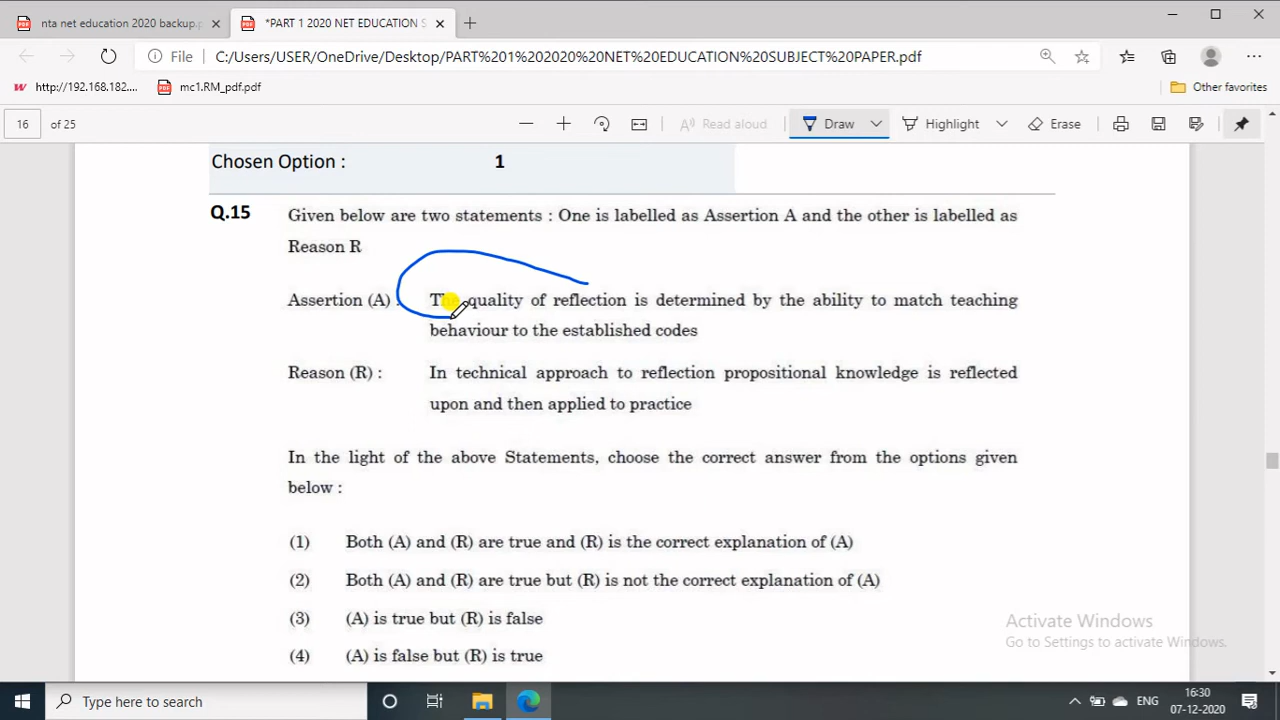 nta net education 2020 backup.p
*PART 1 2020 NET EDUCATION S
File C:/Users/USER/OneDrive/Desktop/PART%201%202020%20NET%20EDUCATION%20SUBJECT%20PAPER.pdf
http://192.168.182.... mc1.RM_pdf.pdf Other favorites
16 of 25 Read aloud Draw Highlight Erase
Chosen Option : 1
Q.15 Given below are two statements : One is labelled as Assertion A and the other is labelled as
Reason R
Assertion (A) : The quality of reflection is determined by the ability to match teaching
behaviour to the established codes
Reason (R) : In technical approach to reflection propositional knowledge is reflected
upon and then applied to practice
In the light of the above Statements, choose the correct answer from the options given
below :
(1) Both (A) and (R) are true and (R) is the correct explanation of (A)
(2) Both (A) and (R) are true but (R) is not the correct explanation of (A)
(3) (A) is true but (R) is false
(4) (A) is false but (R) is true
Activate Windows
Go to Settings to activate Windows.
Type here to search
ENG
16:30
07-12-2020